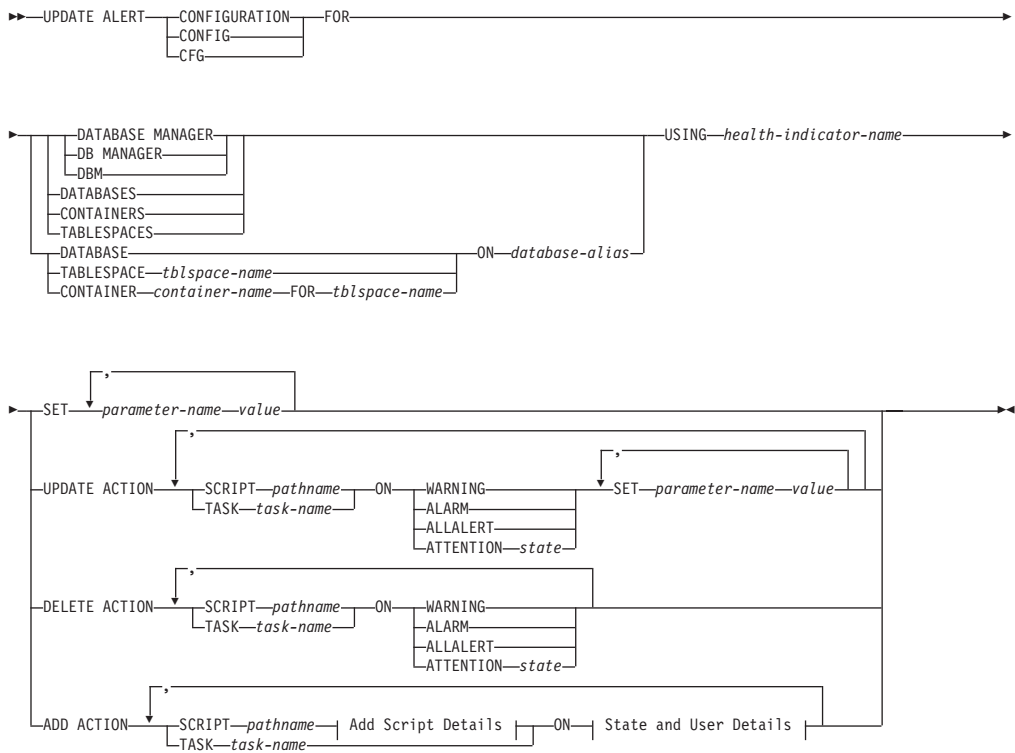 UPDATE ALERT CONFIGURATION FOR
CONFIG
CFG
DATABASE MANAGER USING health-indicator-name
DB MANAGER
DBM
DATABASES
CONTAINERS
TABLESPACES
DATABASE ON database-alias
TABLESPACE tblspace-name
CONTAINER container-name FOR tblspace-name
,
SET parameter-name value
,
,
UPDATE ACTION SCRIPT pathname ON WARNING SET parameter-name value
TASK task-name ALARM
ALLALERT
ATTENTION state
,
DELETE ACTION SCRIPT pathname ON WARNING
TASK task-name ALARM
ALLALERT
ATTENTION state
,
ADD ACTION SCRIPT pathname Add Script Details ON State and User Details
TASK task-name